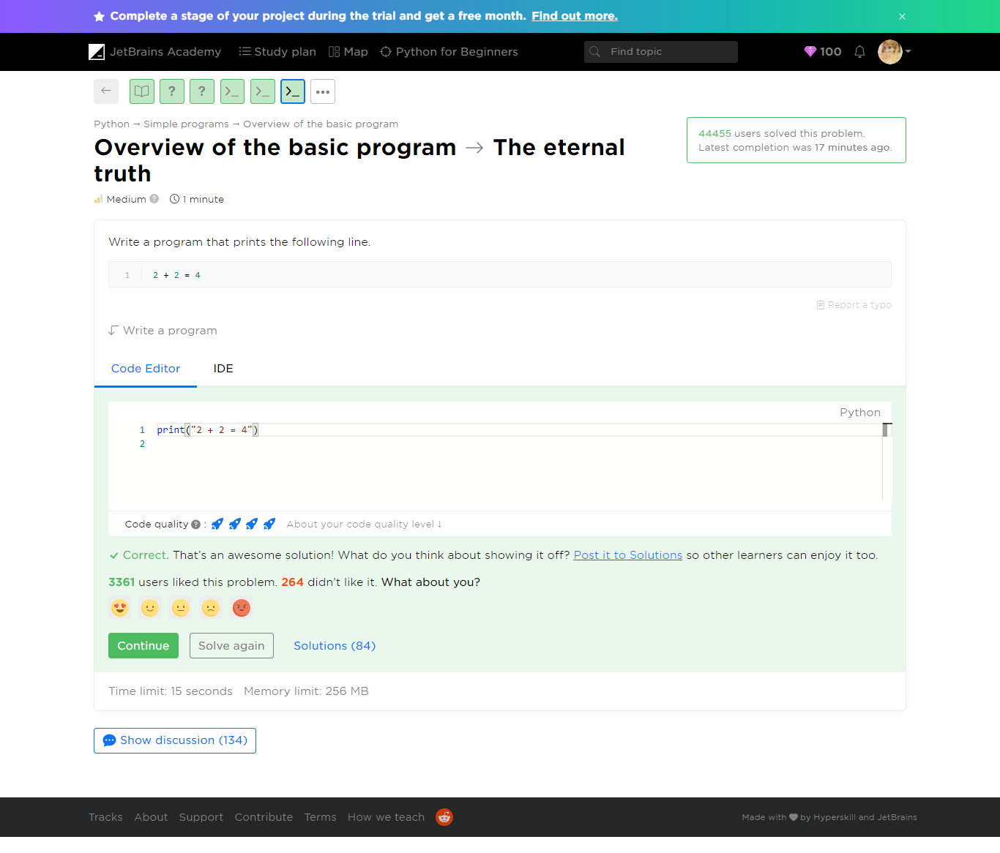 Complete a stage of your project during the trial and get a free month. Find out more. ×
JetBrains Academy Study plan Map Python for Beginners Find topic 100
? ? >_ >_ >_ •••
Python → Simple programs → Overview of the basic program
Overview of the basic program → The eternal
truth
44455 users solved this problem.
Latest completion was 17 minutes ago.
Medium ? 1 minute
Write a program that prints the following line.
1 2 + 2 = 4
Report a typo
Write a program
Code Editor IDE
Python
1 print("2 + 2 = 4")
2
Code quality ? : About your code quality level ↓
Correct. That's an awesome solution! What do you think about showing it off? Post it to Solutions so other learners can enjoy it too.
3361 users liked this problem. 264 didn't like it. What about you?
Continue Solve again Solutions (84)
Time limit: 15 seconds Memory limit: 256 MB
Show discussion (134)
Tracks About Support Contribute Terms How we teach Made with ♥ by Hyperskill and JetBrains